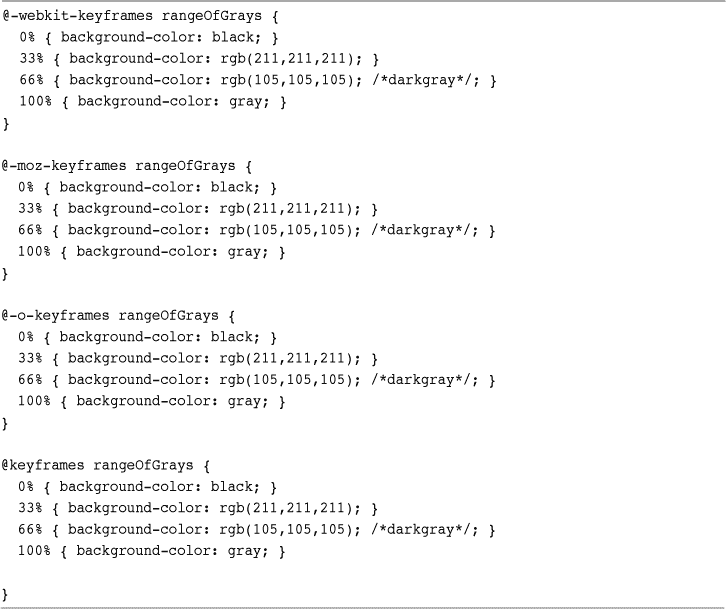 @-webkit-keyframes rangeOfGrays {
0% { background-color: black; }
33% { background-color: rgb(211,211,211); }
66% { background-color: rgb(105,105,105); /*darkgray*/; }
100% { background-color: gray; }
}
@-moz-keyframes rangeOfGrays {
0% { background-color: black; }
33% { background-color: rgb(211,211,211); }
66% { background-color: rgb(105,105,105); /*darkgray*/; }
100% { background-color: gray; }
}
@-o-keyframes rangeOfGrays {
0% { background-color: black; }
33% { background-color: rgb(211,211,211); }
66% { background-color: rgb(105,105,105); /*darkgray*/; }
100% { background-color: gray; }
}
@keyframes rangeOfGrays {
0% { background-color: black; }
33% { background-color: rgb(211,211,211); }
66% { background-color: rgb(105,105,105); /*darkgray*/; }
100% { background-color: gray; }
}